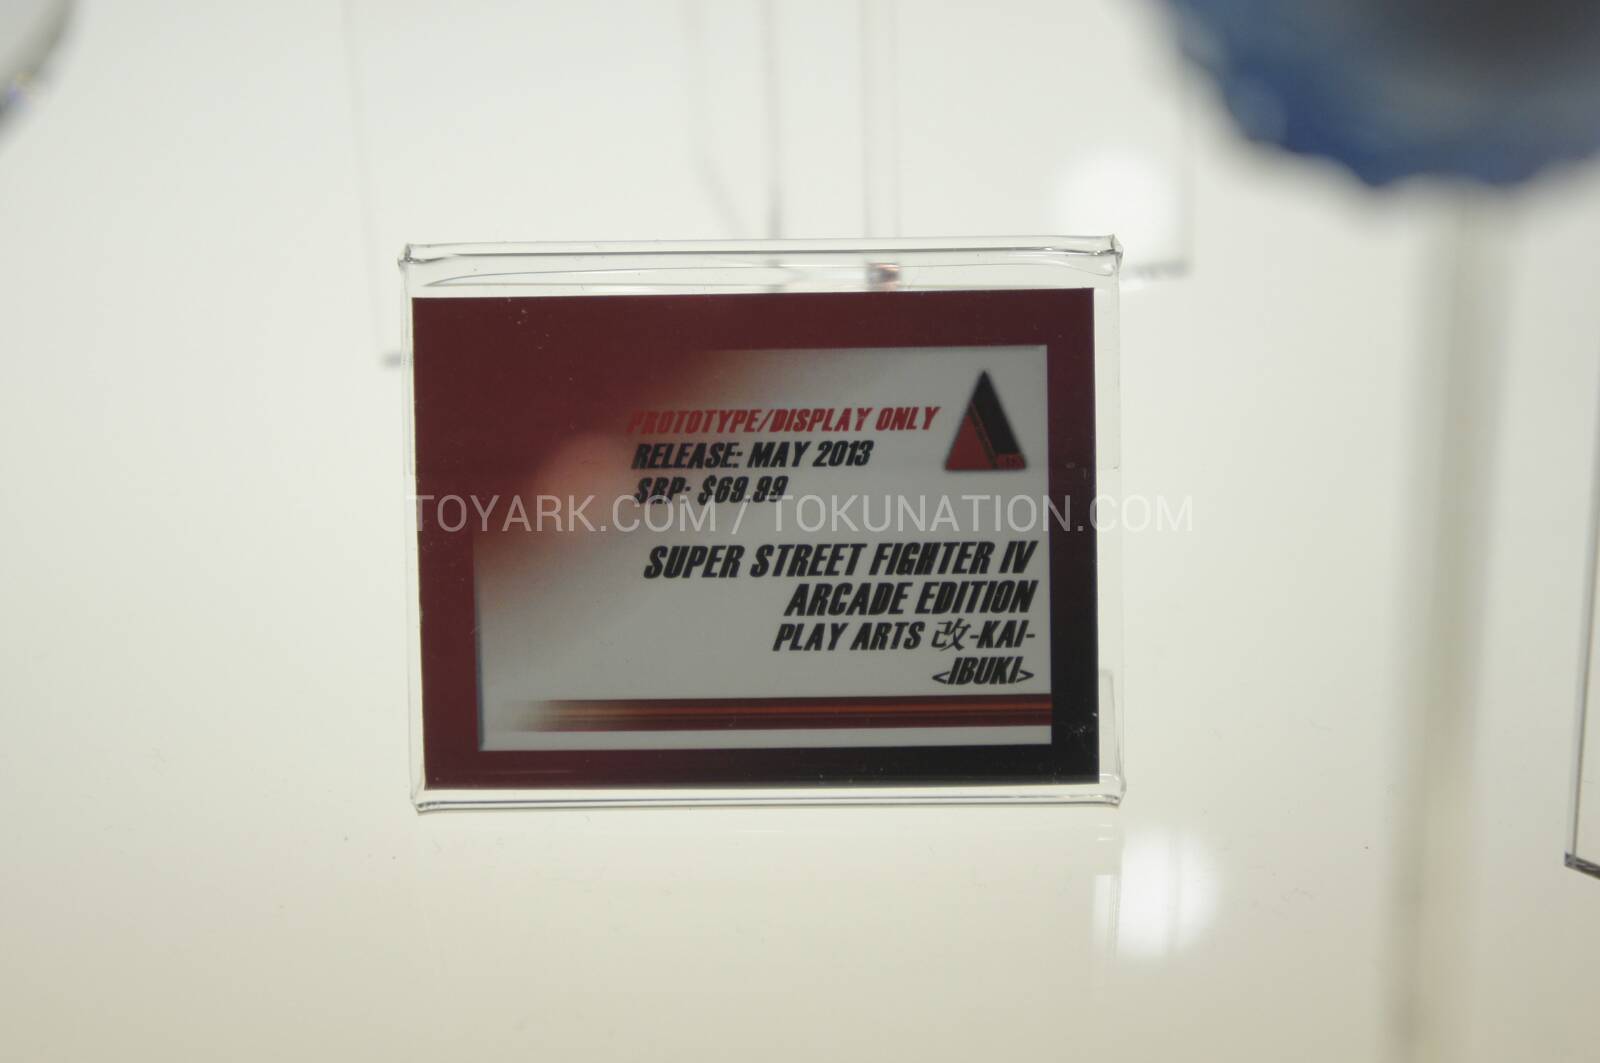 PROTOTYPE/DISPLAY ONLY
RELEASE: MAY 2013
SRP: $69.99
TOYARK.COM / TOKUNATION.COM
SUPER STREET FIGHTER IV
ARCADE EDITION
PLAY ARTS 改-KAI-
<IBUKI>